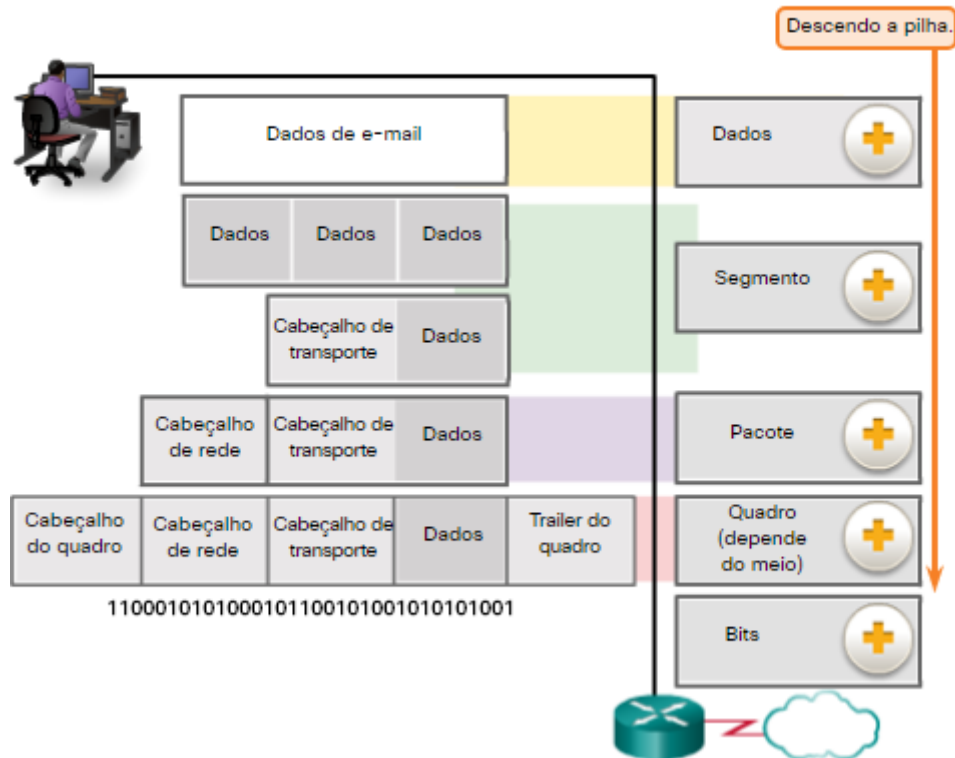 Descendo a pilha.
Dados de e-mail
Dados
Dados
Dados
Dados
Segmento
Cabeçalho de
transporte
Dados
Cabeçalho
de rede
Cabeçalho de
transporte
Dados
Pacote
Cabeçalho
do quadro
Cabeçalho
de rede
Cabeçalho de
transporte
Dados
Trailer do
quadro
Quadro
(depende
do meio)
1100010101000101100101001010101001
Bits